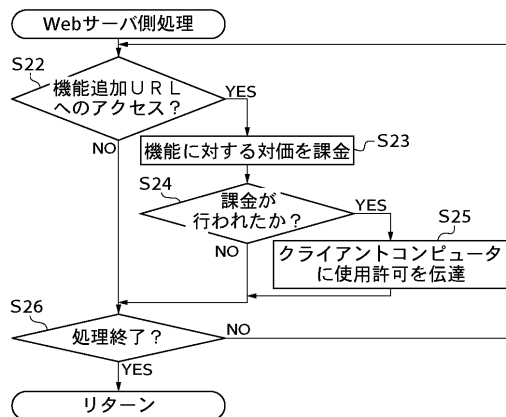 Webサーバ側処理
S22
機能追加URL
へのアクセス?
YES
NO
機能に対する対価を課金
S23
S24
課金が
行われたか?
YES
NO
S25
クライアントコンピュータ
に使用許可を伝達
S26
処理終了?
NO
YES
リターン